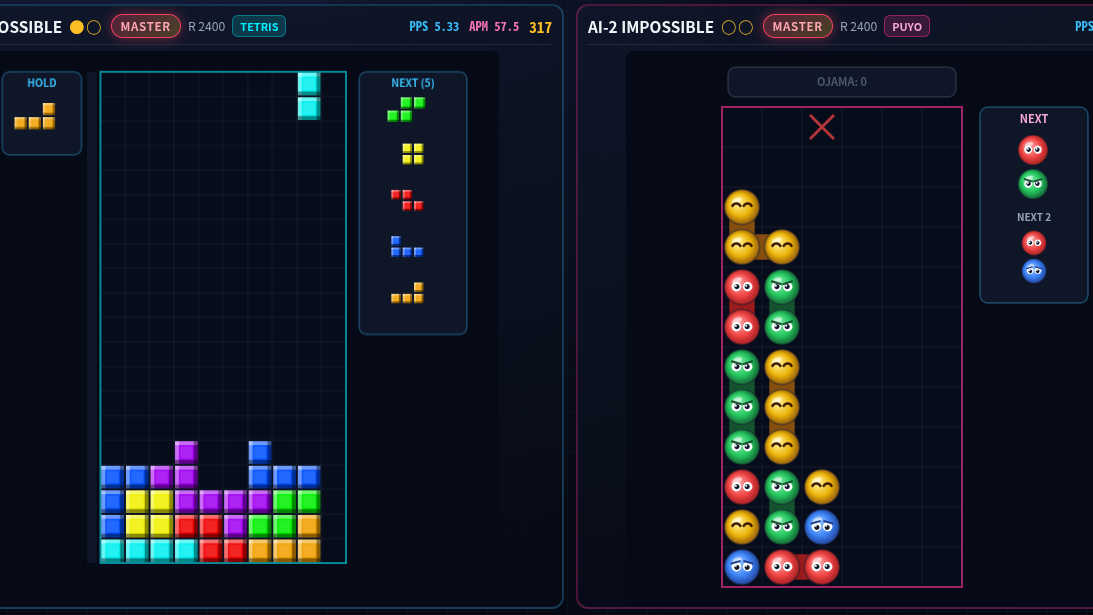 OSSIBLE MASTER R 2400 TETRIS PPS 5.33 APM 57.5 317
HOLD
NEXT (5)
AI-2 IMPOSSIBLE MASTER R 2400 PUYO PPS
OJAMA: 0
NEXT
NEXT 2